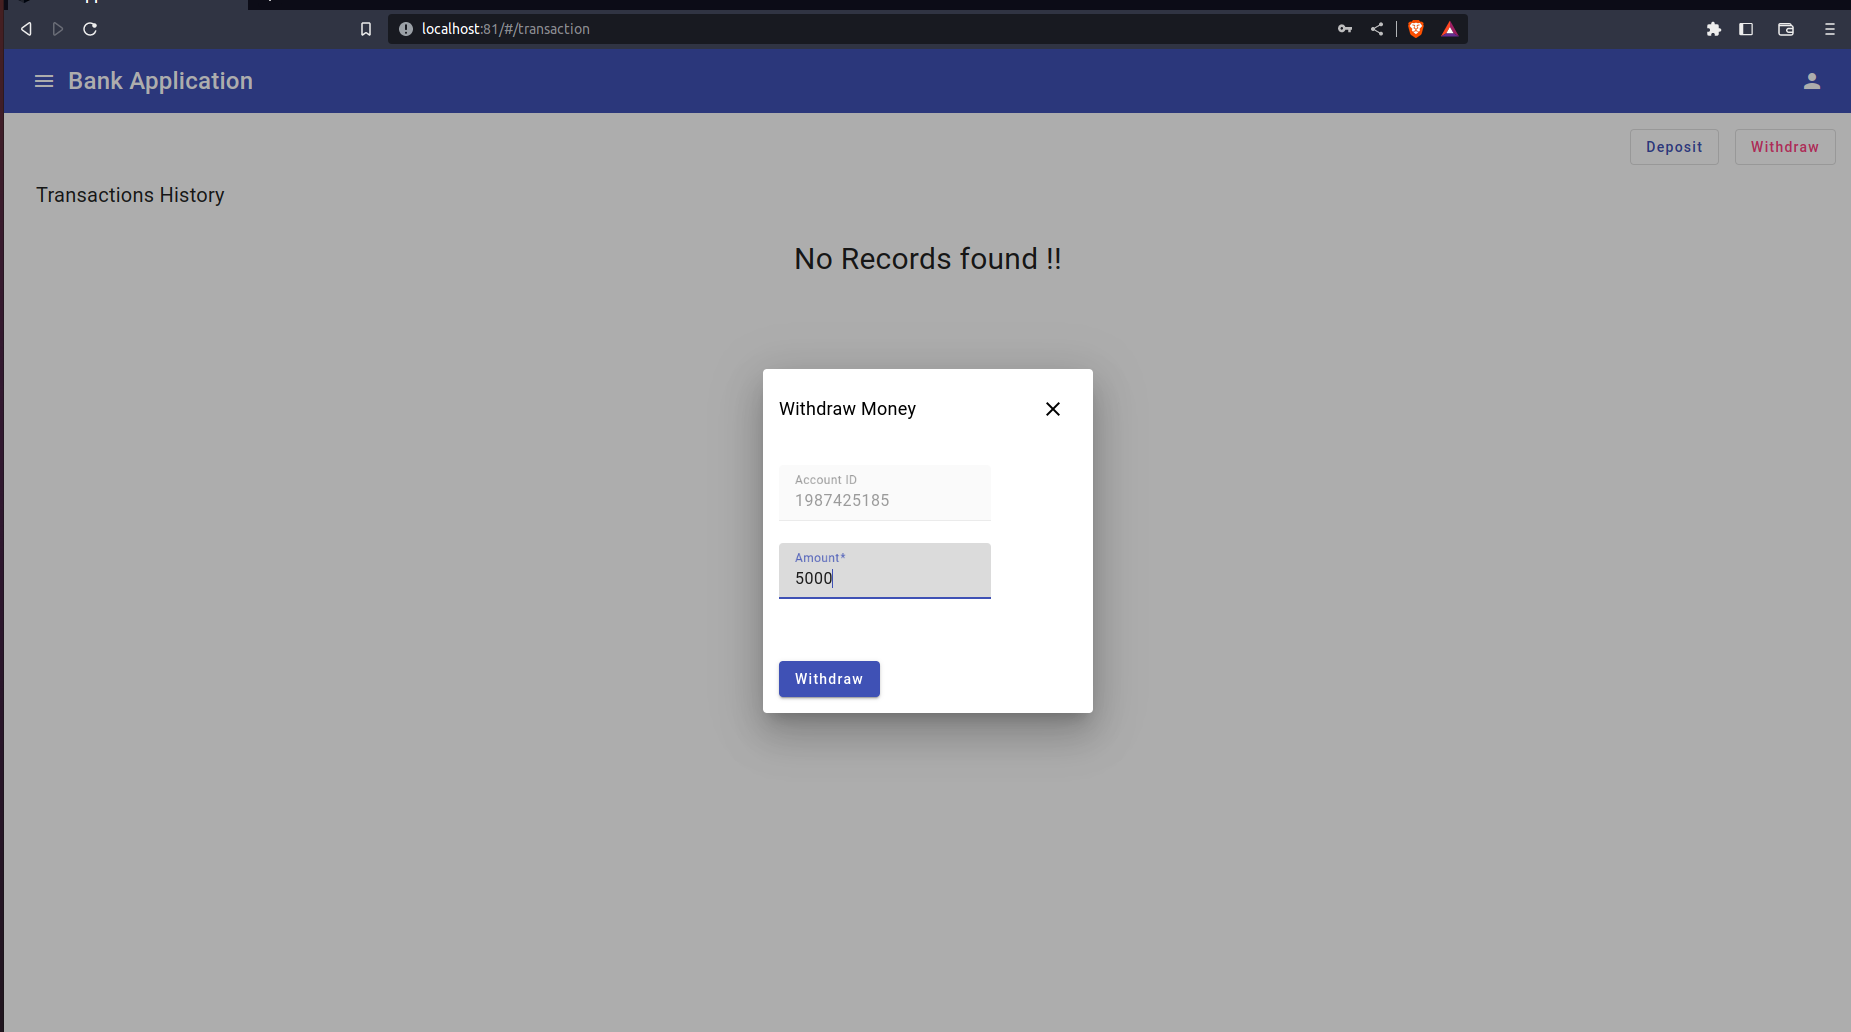 localhost:81/#/transaction
Bank Application
Deposit Withdraw
Transactions History
No Records found !!
Withdraw Money
Account ID
1987425185
Amount*
5000
Withdraw